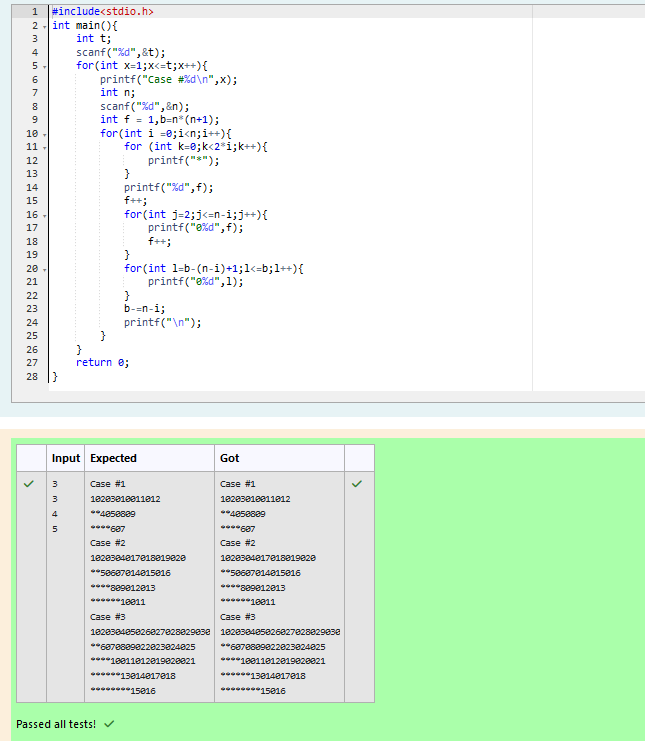 1 #include<stdio.h>
2 int main(){
3 int t;
4 scanf("%d",&t);
5 for(int x=1;x<=t;x++){
6 printf("Case #%d\n",x);
7 int n;
8 scanf("%d",&n);
9 int f = 1,b=n*(n+1);
10 for(int i =0;i<n;i++){
11 for (int k=0;k<2*i;k++){
12 printf("*");
13 }
14 printf("%d",f);
15 f++;
16 for(int j=2;j<=n-i;j++){
17 printf("0%d",f);
18 f++;
19 }
20 for(int l=b-(n-i)+1;l<=b;l++){
21 printf("0%d",l);
22 }
23 b-=n-i;
24 printf("\n");
25 }
26 }
27 return 0;
28 }
Input Expected Got
3 Case #1 Case #1
3 10203010011012 10203010011012
4 **4050809 **4050809
5 ****607 ****607
Case #2 Case #2
1020304017018019020 1020304017018019020
**50607014015016 **50607014015016
****809012013 ****809012013
******10011 ******10011
Case #3 Case #3
102030405026027028029030 102030405026027028029030
**6070809022023024025 **6070809022023024025
****10011012019020021 ****10011012019020021
******13014017018 ******13014017018
********15016 ********15016
Passed all tests!